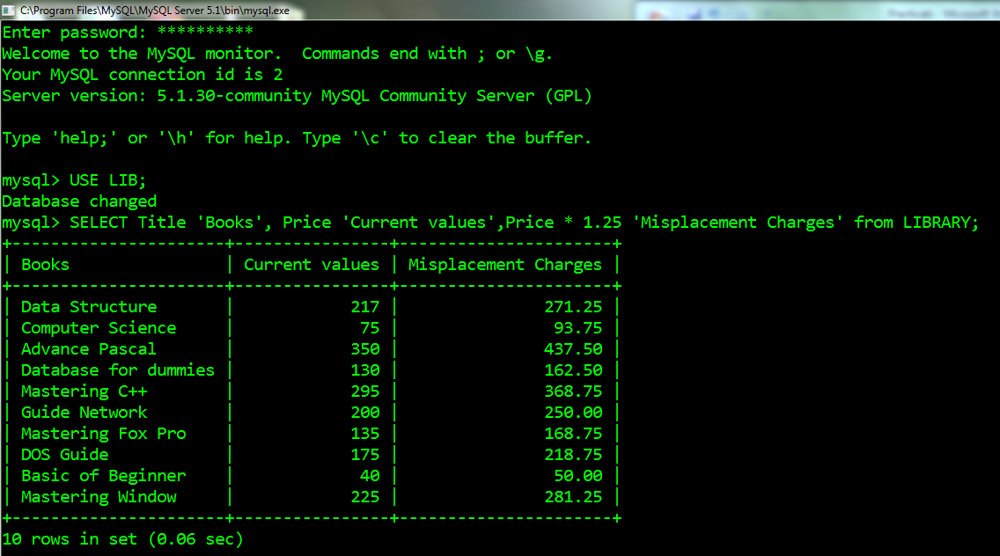 C:\Program Files\MySQL\MySQL Server 5.1\bin\mysql.exe
Enter password: **********
Welcome to the MySQL monitor.  Commands end with ; or \g.
Your MySQL connection id is 2
Server version: 5.1.30-community MySQL Community Server (GPL)
Type 'help;' or '\h' for help. Type '\c' to clear the buffer.
mysql> USE LIB;
Database changed
mysql> SELECT Title 'Books', Price 'Current values',Price * 1.25 'Misplacement Charges' from LIBRARY;
+----------------------+----------------+----------------------+
| Books                | Current values | Misplacement Charges |
+----------------------+----------------+----------------------+
| Data Structure       |            217 |               271.25 |
| Computer Science     |             75 |                93.75 |
| Advance Pascal       |            350 |               437.50 |
| Database for dummies |            130 |               162.50 |
| Mastering C++        |            295 |               368.75 |
| Guide Network        |            200 |               250.00 |
| Mastering Fox Pro    |            135 |               168.75 |
| DOS Guide            |            175 |               218.75 |
| Basic of Beginner    |             40 |                50.00 |
| Mastering Window     |            225 |               281.25 |
+----------------------+----------------+----------------------+
10 rows in set (0.06 sec)